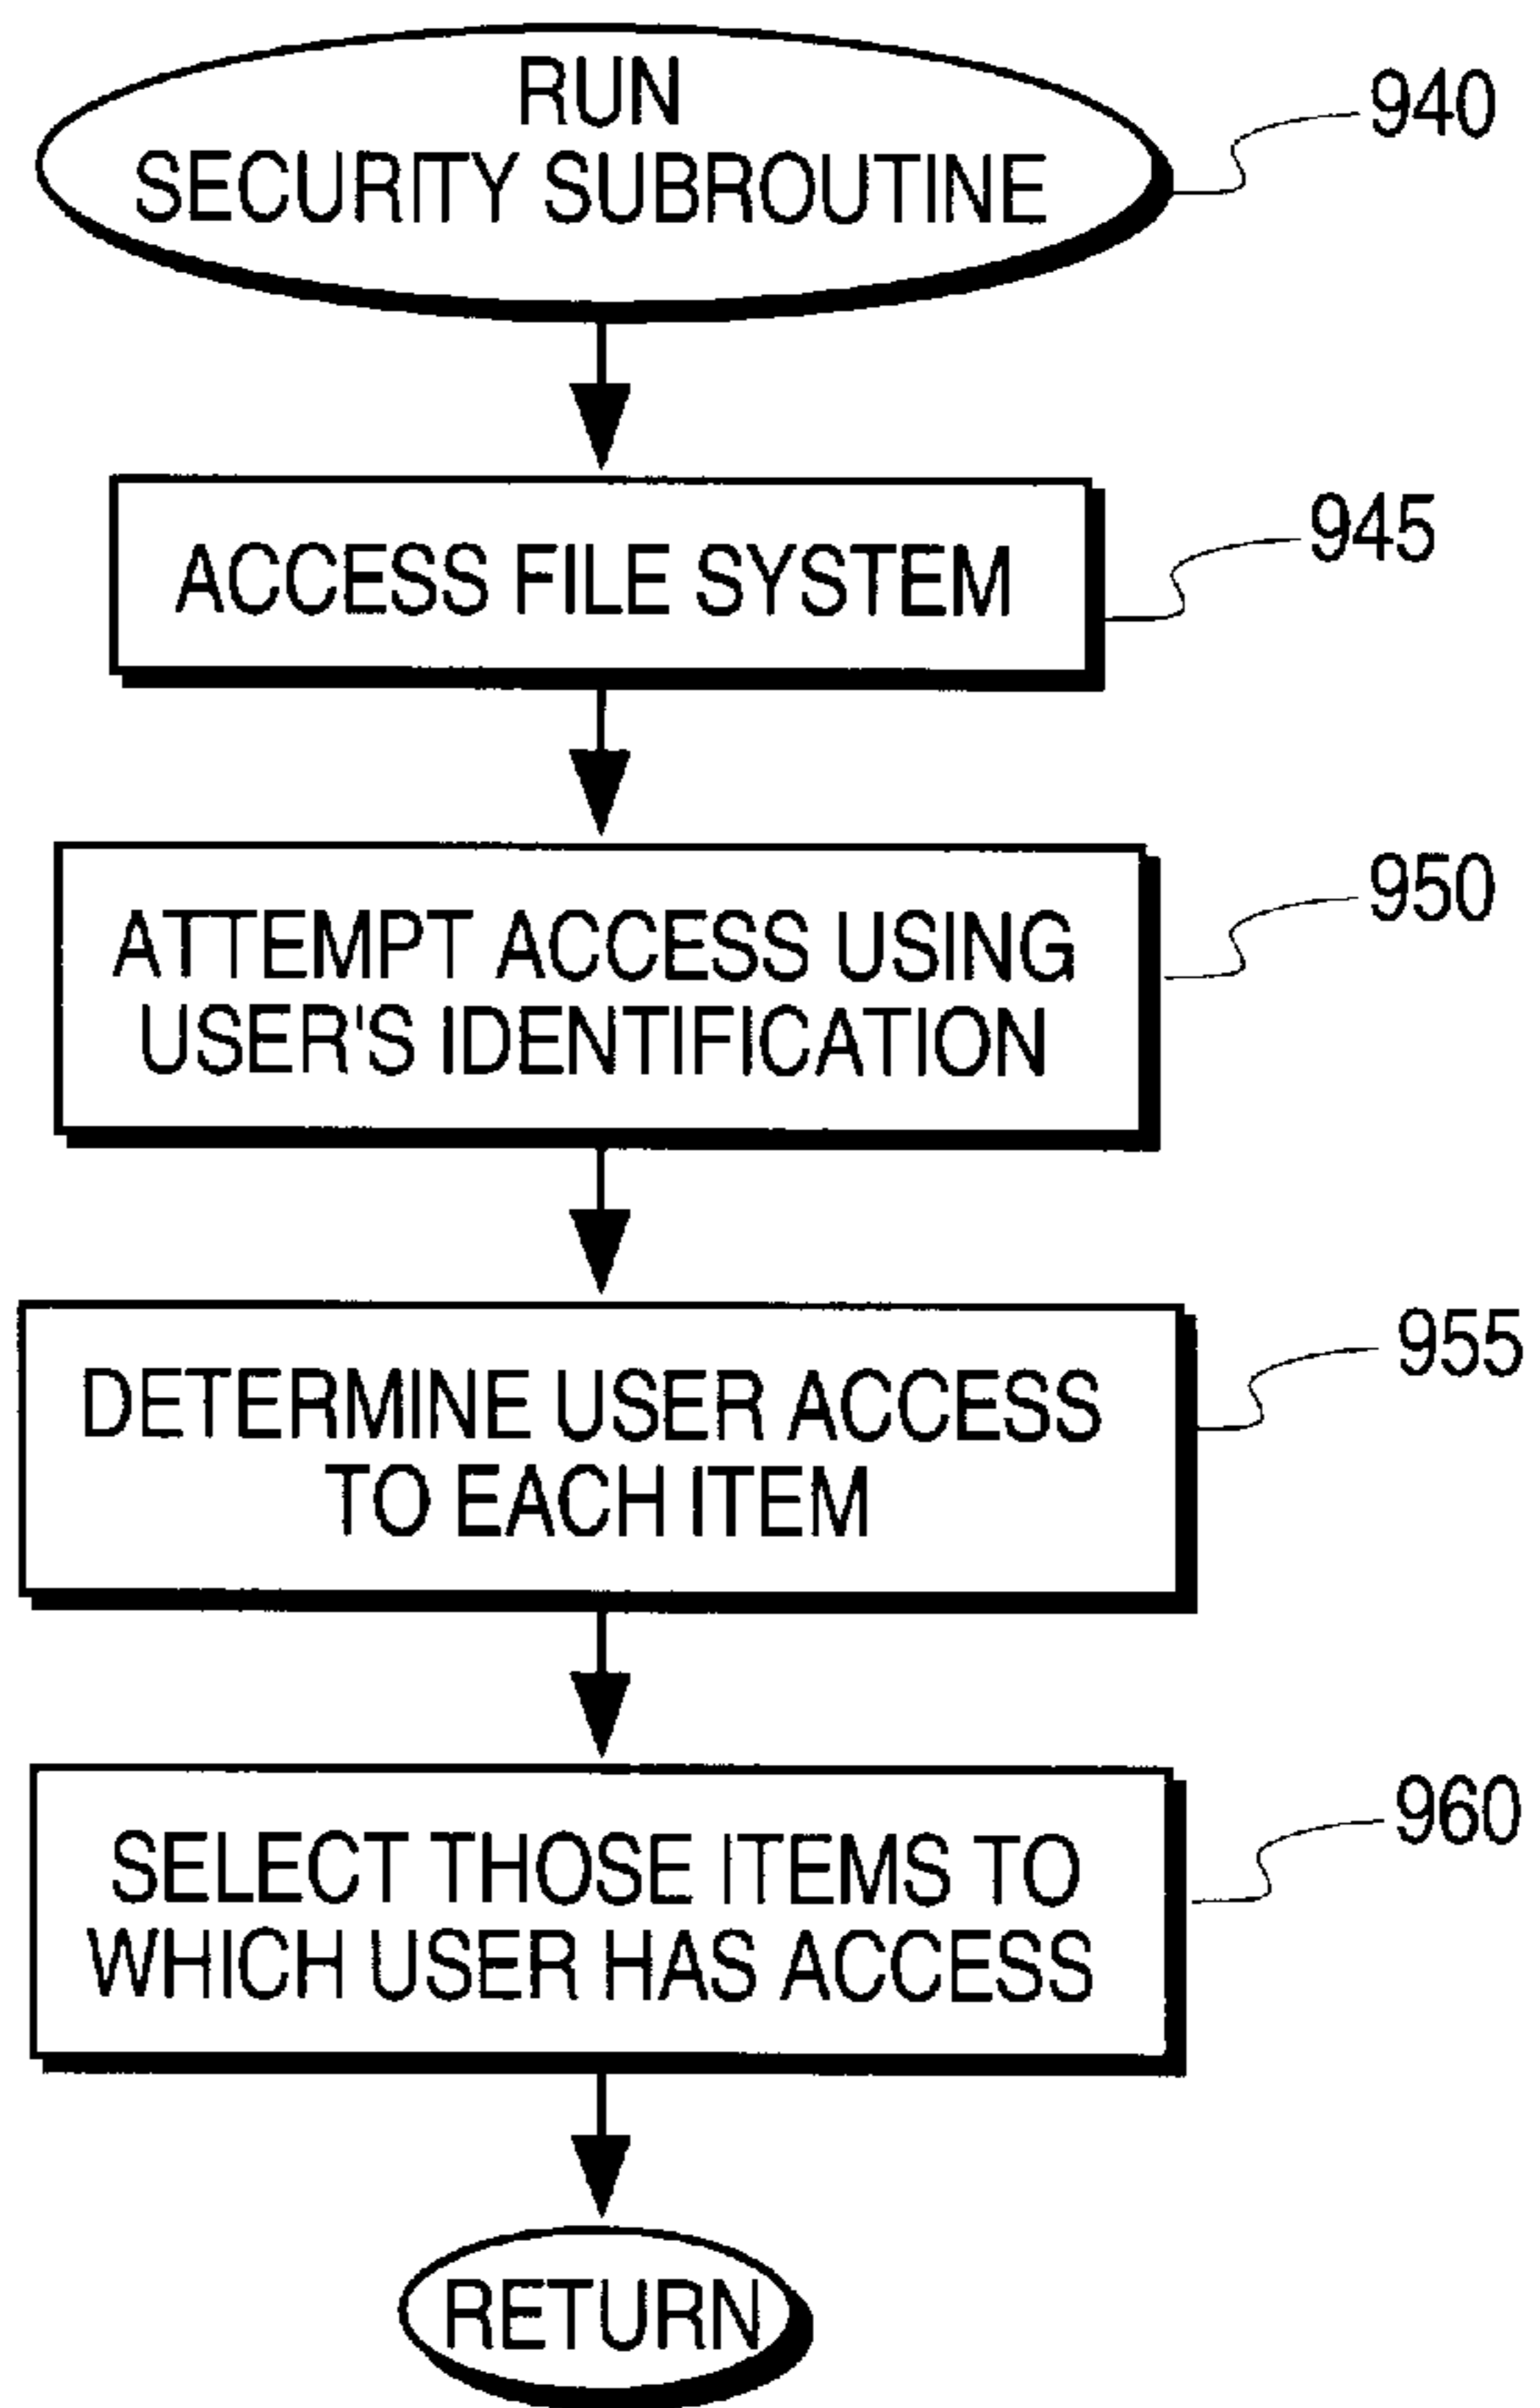 RUN
SECURITY SUBROUTINE
940
ACCESS FILE SYSTEM
945
ATTEMPT ACCESS USING
USER'S IDENTIFICATION
950
DETERMINE USER ACCESS
TO EACH ITEM
955
SELECT THOSE ITEMS TO
WHICH USER HAS ACCESS
960
RETURN